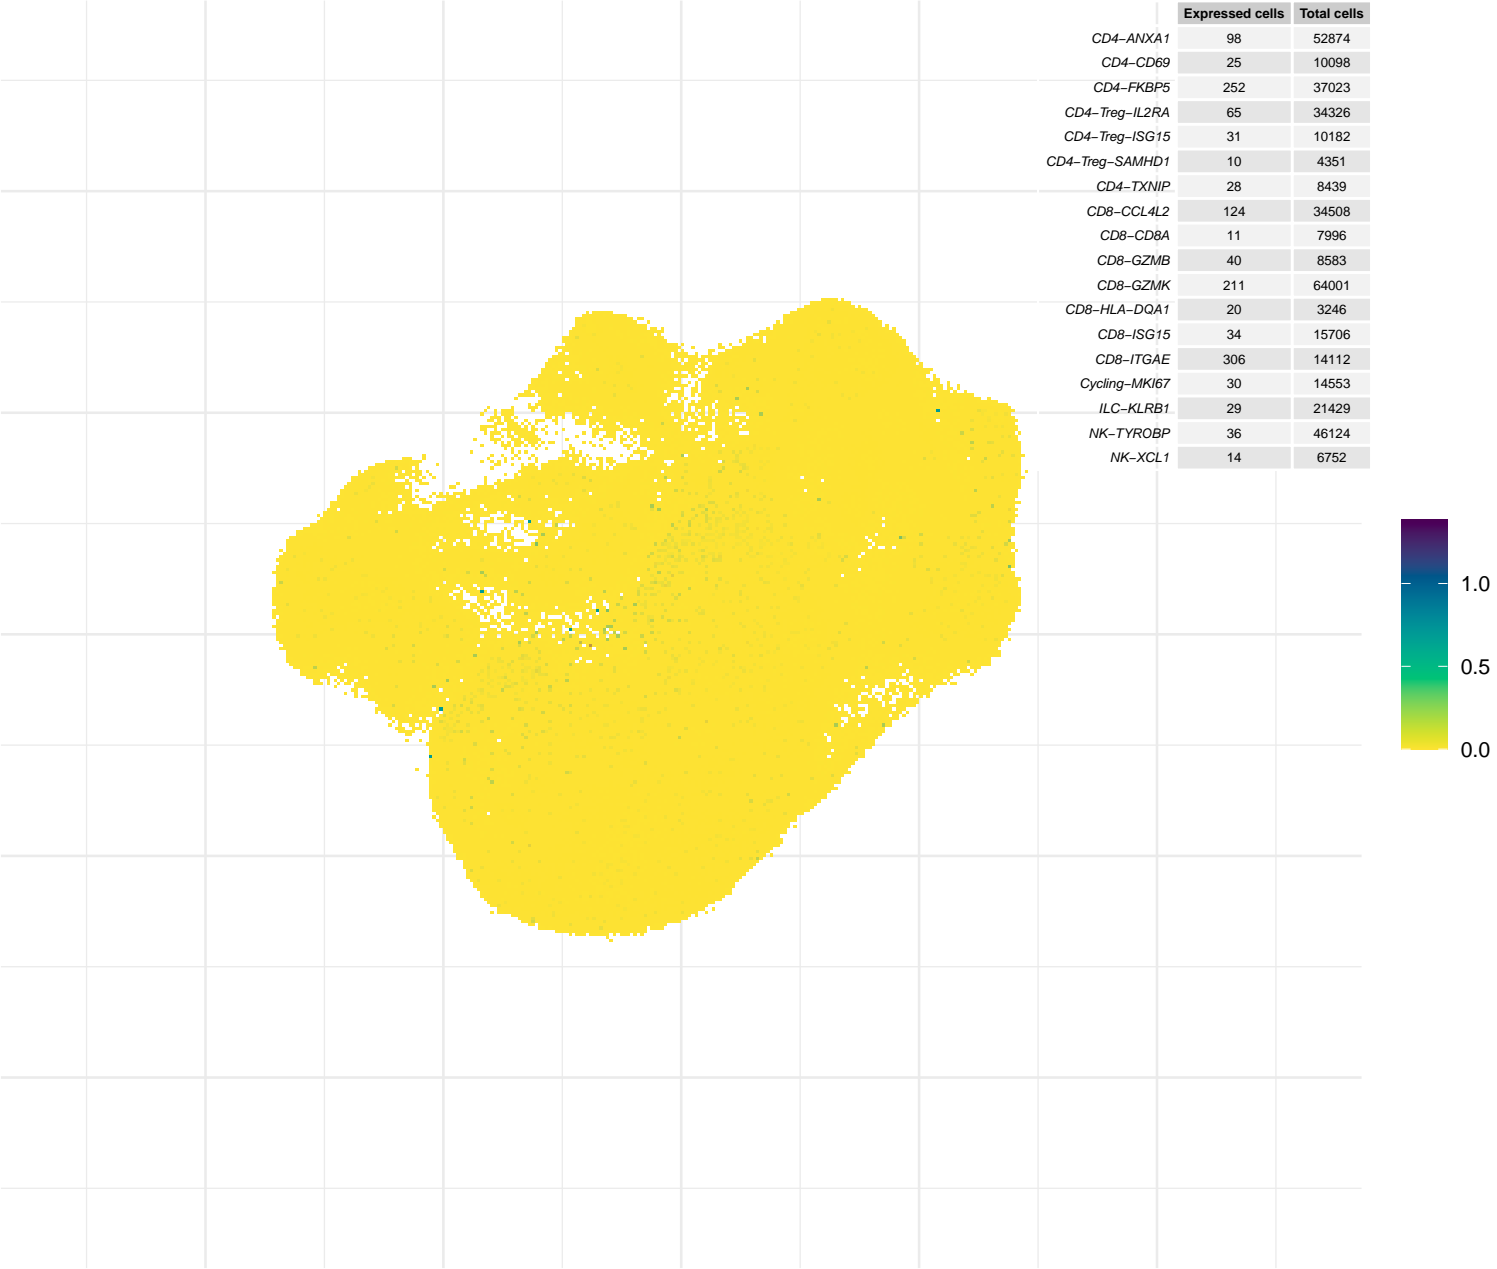 Expressed cells Total cells
CD4−ANXA1 98 52874
CD4−CD69 25 10098
CD4−FKBP5 252 37023
CD4−Treg−IL2RA 65 34326
CD4−Treg−ISG15 31 10182
CD4−Treg−SAMHD1 10 4351
CD4−TXNIP 28 8439
CD8−CCL4L2 124 34508
CD8−CD8A 11 7996
CD8−GZMB 40 8583
CD8−GZMK 211 64001
CD8−HLA−DQA1 20 3246
CD8−ISG15 34 15706
CD8−ITGAE 306 14112
Cycling−MKI67 30 14553
ILC−KLRB1 29 21429
NK−TYROBP 36 46124
NK−XCL1 14 6752
1.0
0.5
0.0